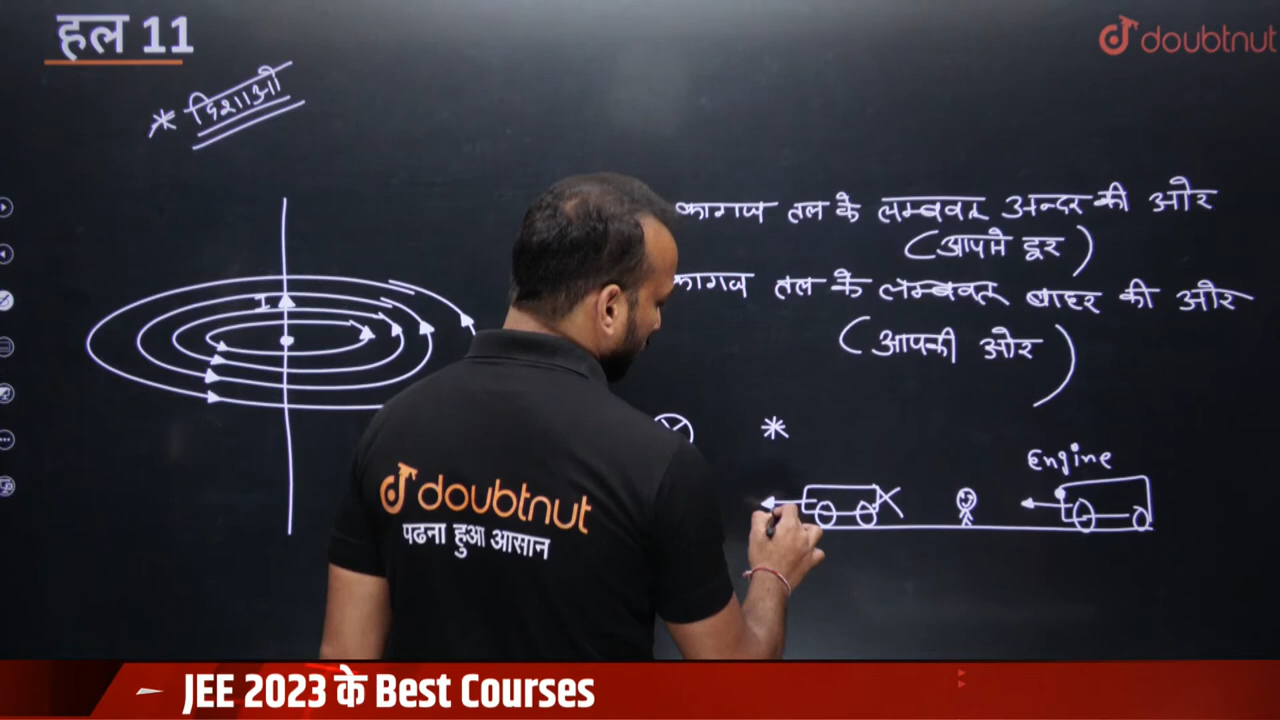 हल 11
doubtnut
* दिशाओ
कागज तल के लम्बवत अन्दर की ओर
(आपसे दूर)
कागज तल के लम्बवत बाहर की ओर
(आपकी ओर)
I
*
Engine
doubtnut
पढना हुआ आसान
JEE 2023 के Best Courses